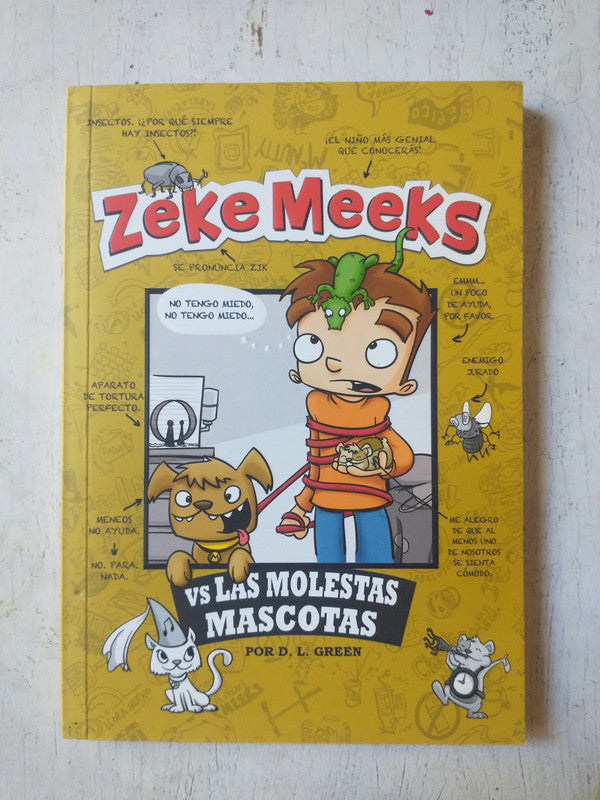 INSECTOS. ¡¿POR QUÉ SIEMPRE
HAY INSECTOS?!
¡EL NIÑO MÁS GENIAL
QUE CONOCERÁS!
Zeke Meeks
SE PRONUNCIA ZIK
NO TENGO MIEDO,
NO TENGO MIEDO...
EMMM...
UN POCO
DE AYUDA,
POR FAVOR.
ENEMIGO
JURADO
APARATO
DE TORTURA
PERFECTO.
MENEOS
NO AYUDA.
NO. PARA.
NADA.
ME ALEGRO
DE QUE AL
MENOS UNO
DE NOSOTROS
SE SIENTA
CÓMODO.
M
VS LAS MOLESTAS
MASCOTAS
POR D. L. GREEN